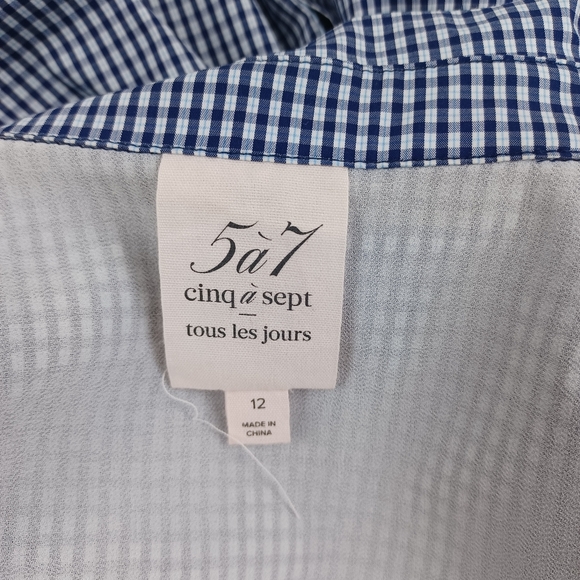 5à7
cinq à sept
tous les jours
12
MADE IN
CHINA